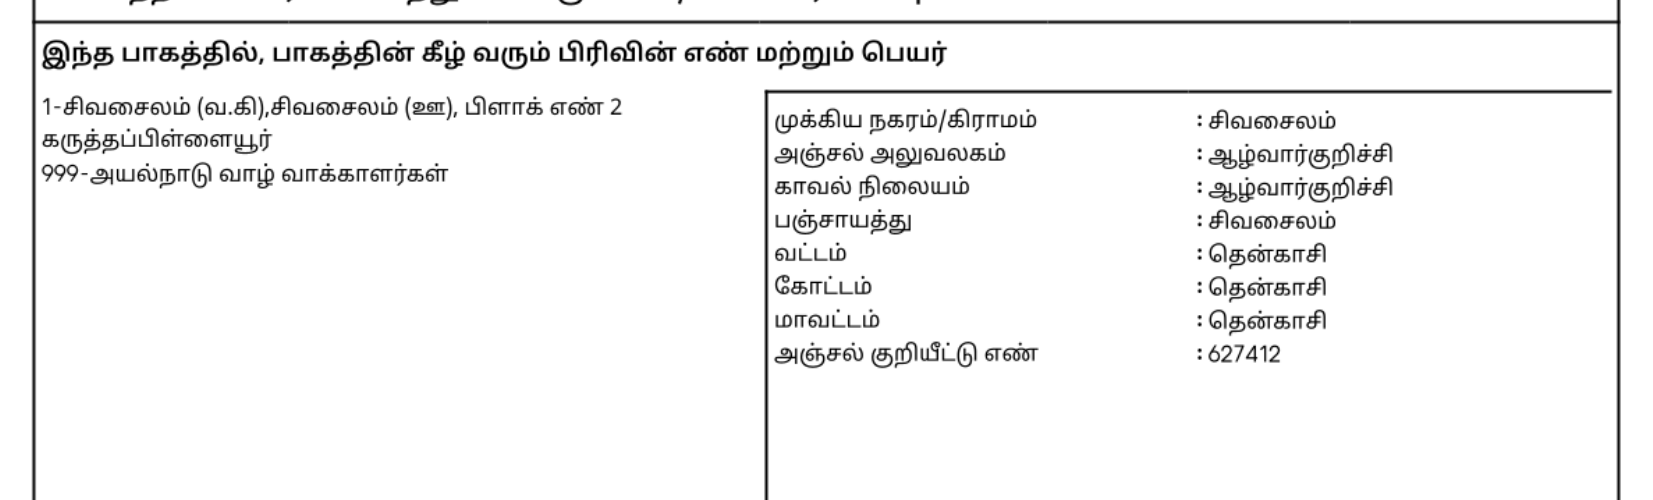 இந்த பாகத்தில், பாகத்தின் கீழ் வரும் பிரிவின் எண் மற்றும் பெயர்
1-சிவசைலம் (வ.கி),சிவசைலம் (ஊ), பிளாக் எண் 2
கருத்தப்பிள்ளையூர்
999-அயல்நாடு வாழ் வாக்காளர்கள்
முக்கிய நகரம்/கிராமம் : சிவசைலம்
அஞ்சல் அலுவலகம் : ஆழ்வார்குறிச்சி
காவல் நிலையம் : ஆழ்வார்குறிச்சி
பஞ்சாயத்து : சிவசைலம்
வட்டம் : தென்காசி
கோட்டம் : தென்காசி
மாவட்டம் : தென்காசி
அஞ்சல் குறியீட்டு எண் : 627412